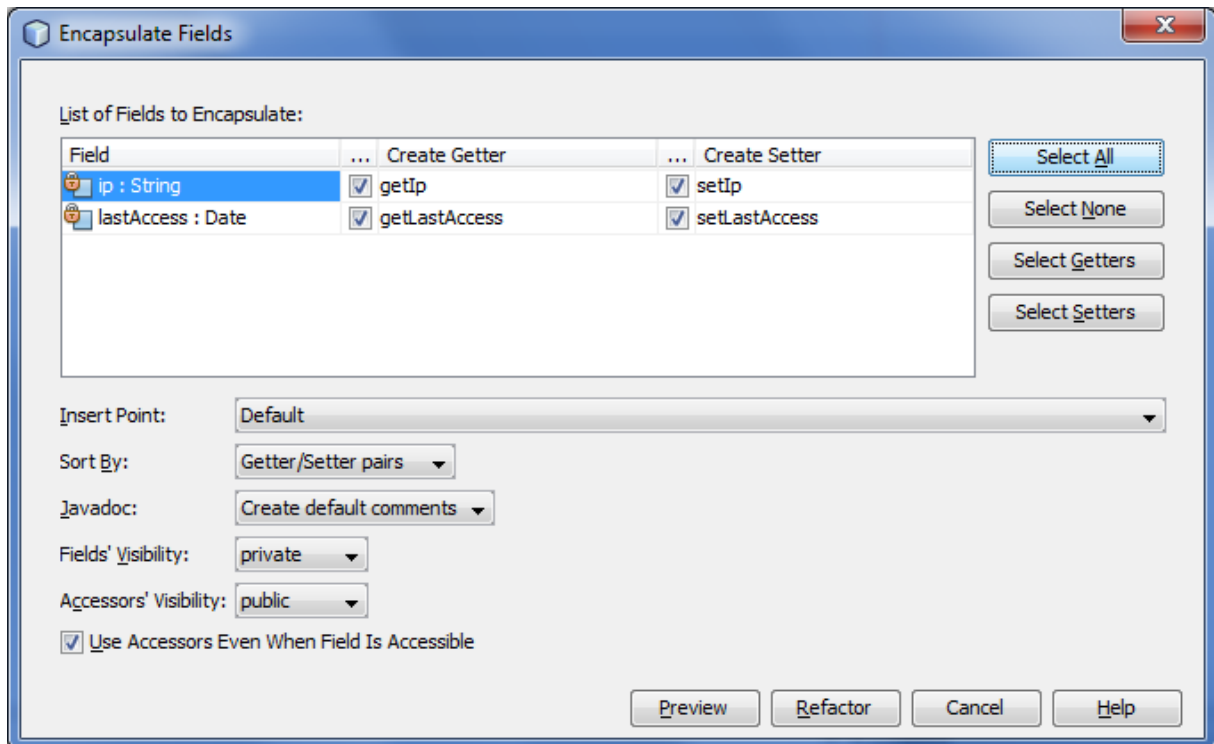 Encapsulate Fields
List of Fields to Encapsulate:
Field ... Create Getter ... Create Setter
ip : String getIp setIp
lastAccess : Date getLastAccess setLastAccess
Select All
Select None
Select Getters
Select Setters
Insert Point: Default
Sort By: Getter/Setter pairs
Javadoc: Create default comments
Fields' Visibility: private
Accessors' Visibility: public
Use Accessors Even When Field Is Accessible
Preview Refactor Cancel Help